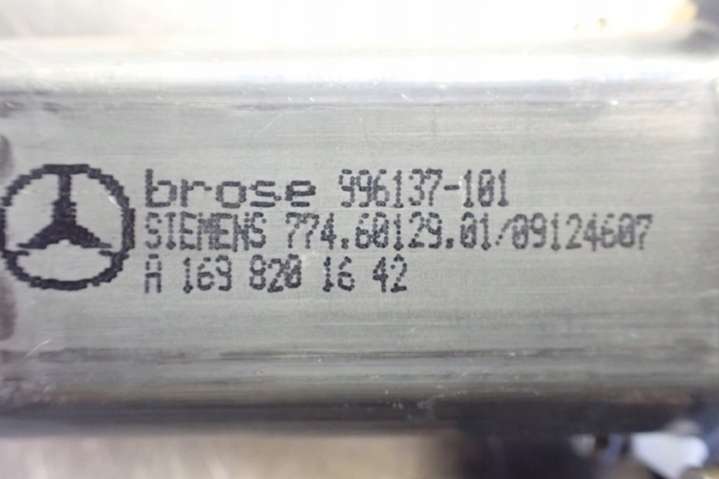 brose 996137-101
SIEMENS 774.60129.01/09124607
A 169 820 16 42